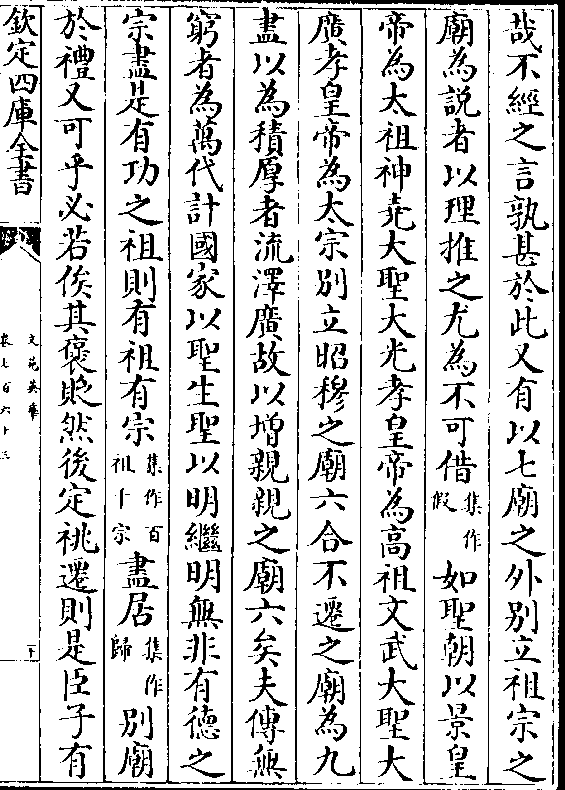 哉不經之言孰甚於此又有以七廟之外别立祖宗之
廟為說者以理推之尤為不可借集作假如聖朝以景皇
帝為太祖神堯大聖大光孝皇帝為高祖文武大聖大
廣孝皇帝為太宗别立昭穆之廟六合不遷之廟為九
盡以為積厚者流澤廣故以增親親之廟六矣夫傳無
窮者為萬代計國家以聖生聖以明繼明無非有德之
宗盡是有功之祖則有祖有宗集作百祖十宗盡居集作歸别廟
於禮又可乎必若俟其褒貶然後定祧遷則是臣子有
欽定四庫全書
文苑英華
卷七百六十三